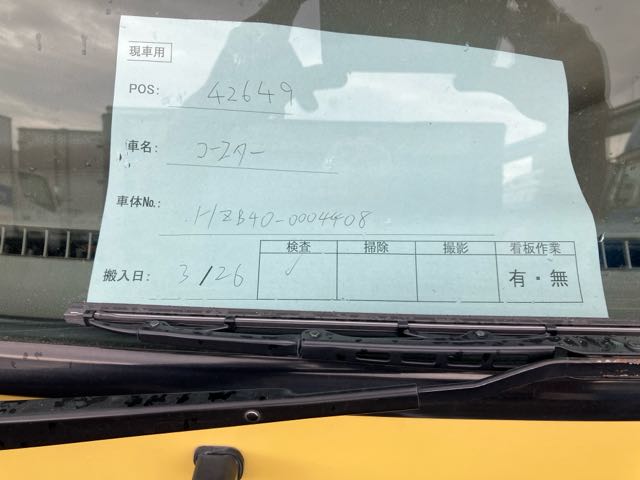 現車用
POS: 42649
車名: コースター
車体No.: HZB40-0004408
検査 掃除 撮影 看板作業
搬入日: 3/26 ✓ 有・無